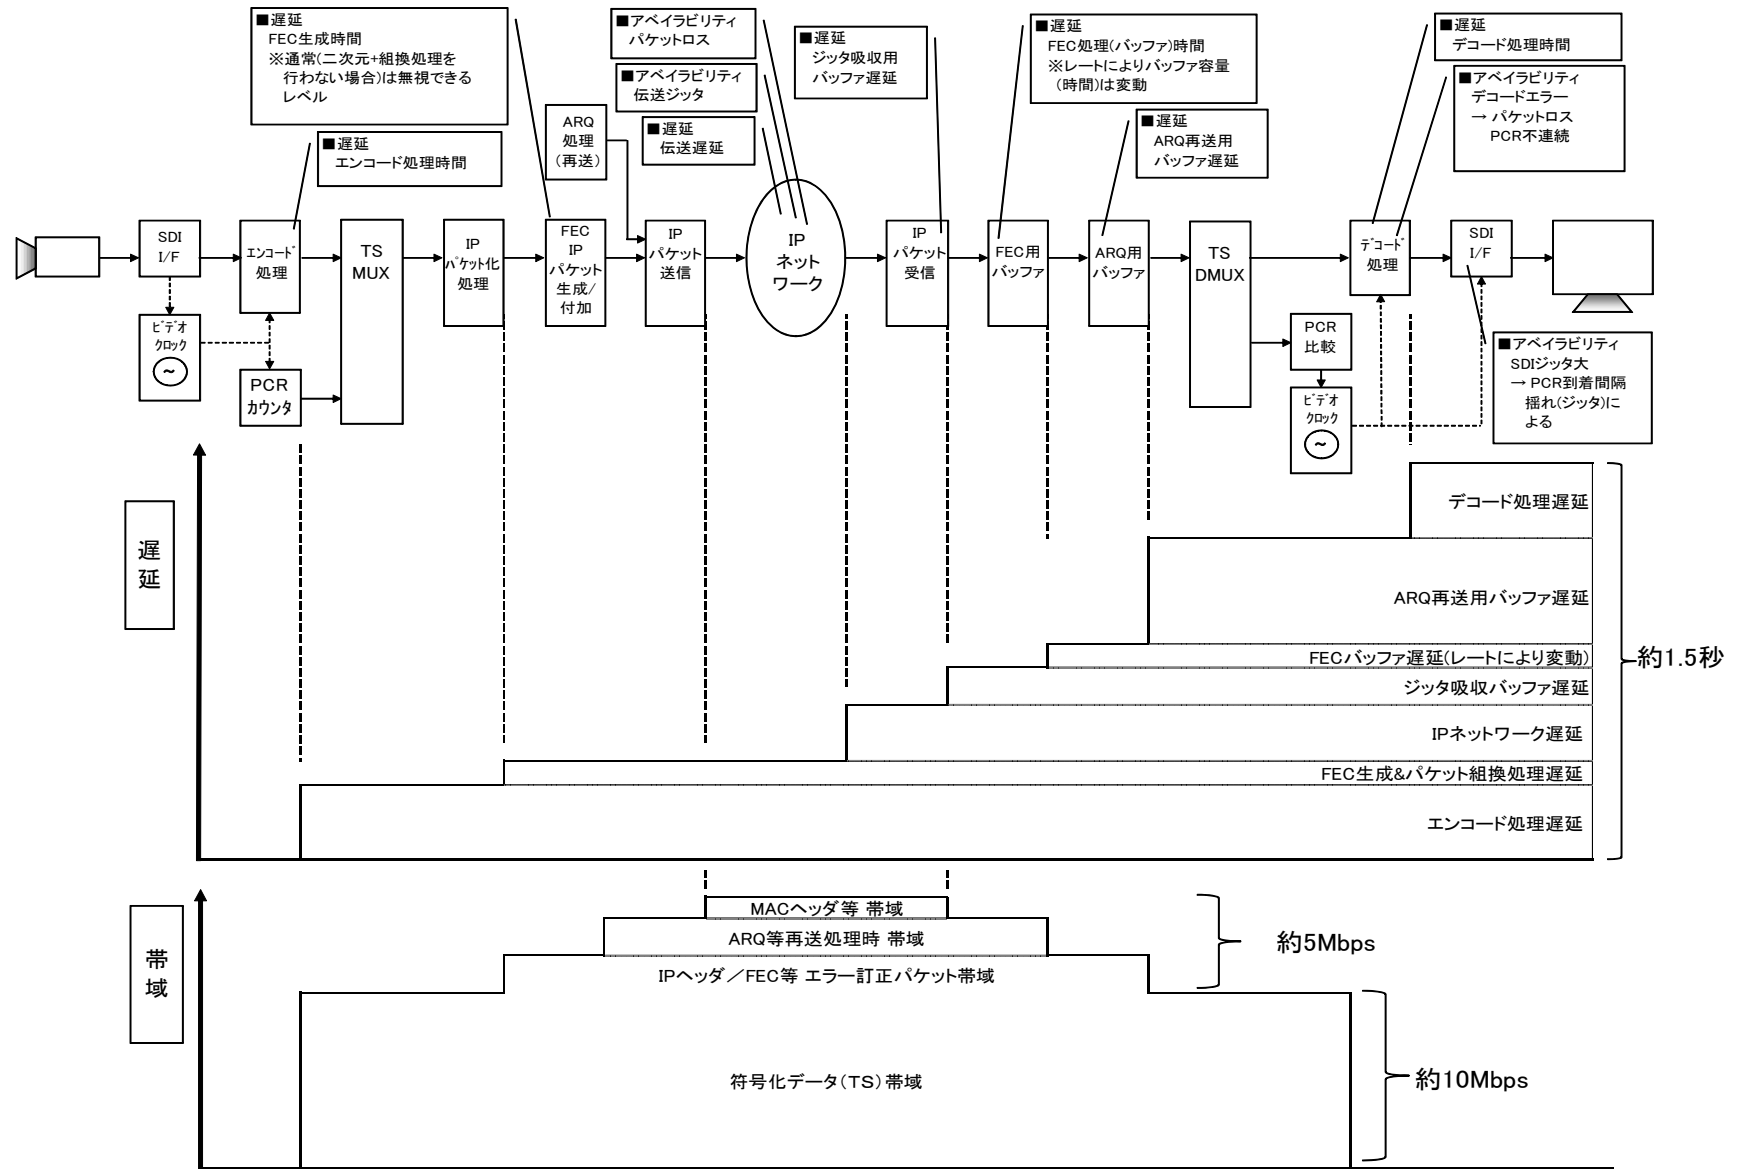 ■遅延
FEC生成時間
※通常(二次元+組換処理を
行わない場合)は無視できる
レベル
■遅延
エンコード処理時間
■アベイラビリティ
パケットロス
■アベイラビリティ
伝送ジッタ
■遅延
伝送遅延
ARQ
処理
(再送)
■遅延
ジッタ吸収用
バッファ遅延
■遅延
FEC処理(バッファ)時間
※レートによりバッファ容量
(時間)は変動
■遅延
ARQ再送用
バッファ遅延
■遅延
デコード処理時間
■アベイラビリティ
デコードエラー
→ パケットロス
PCR不連続
SDI
I/F
エンコード
処理
TS
MUX
IP
パケット化
処理
FEC
IP
パケット
生成/
付加
IP
パケット
送信
IP
ネット
ワーク
IP
パケット
受信
FEC用
バッファ
ARQ用
バッファ
TS
DMUX
デコード
処理
SDI
I/F
ビデオ
クロック
~
PCR
カウンタ
PCR
比較
ビデオ
クロック
~
■アベイラビリティ
SDIジッタ大
→ PCR到着間隔
揺れ(ジッタ)に
よる
遅
延
デコード処理遅延
ARQ再送用バッファ遅延
FECバッファ遅延(レートにより変動)
ジッタ吸収バッファ遅延
IPネットワーク遅延
FEC生成&パケット組換処理遅延
エンコード処理遅延
約1.5秒
帯
域
MACヘッダ等 帯域
ARQ等再送処理時 帯域
IPヘッダ／FEC等 エラー訂正パケット帯域
符号化データ(TS)帯域
約5Mbps
約10Mbps